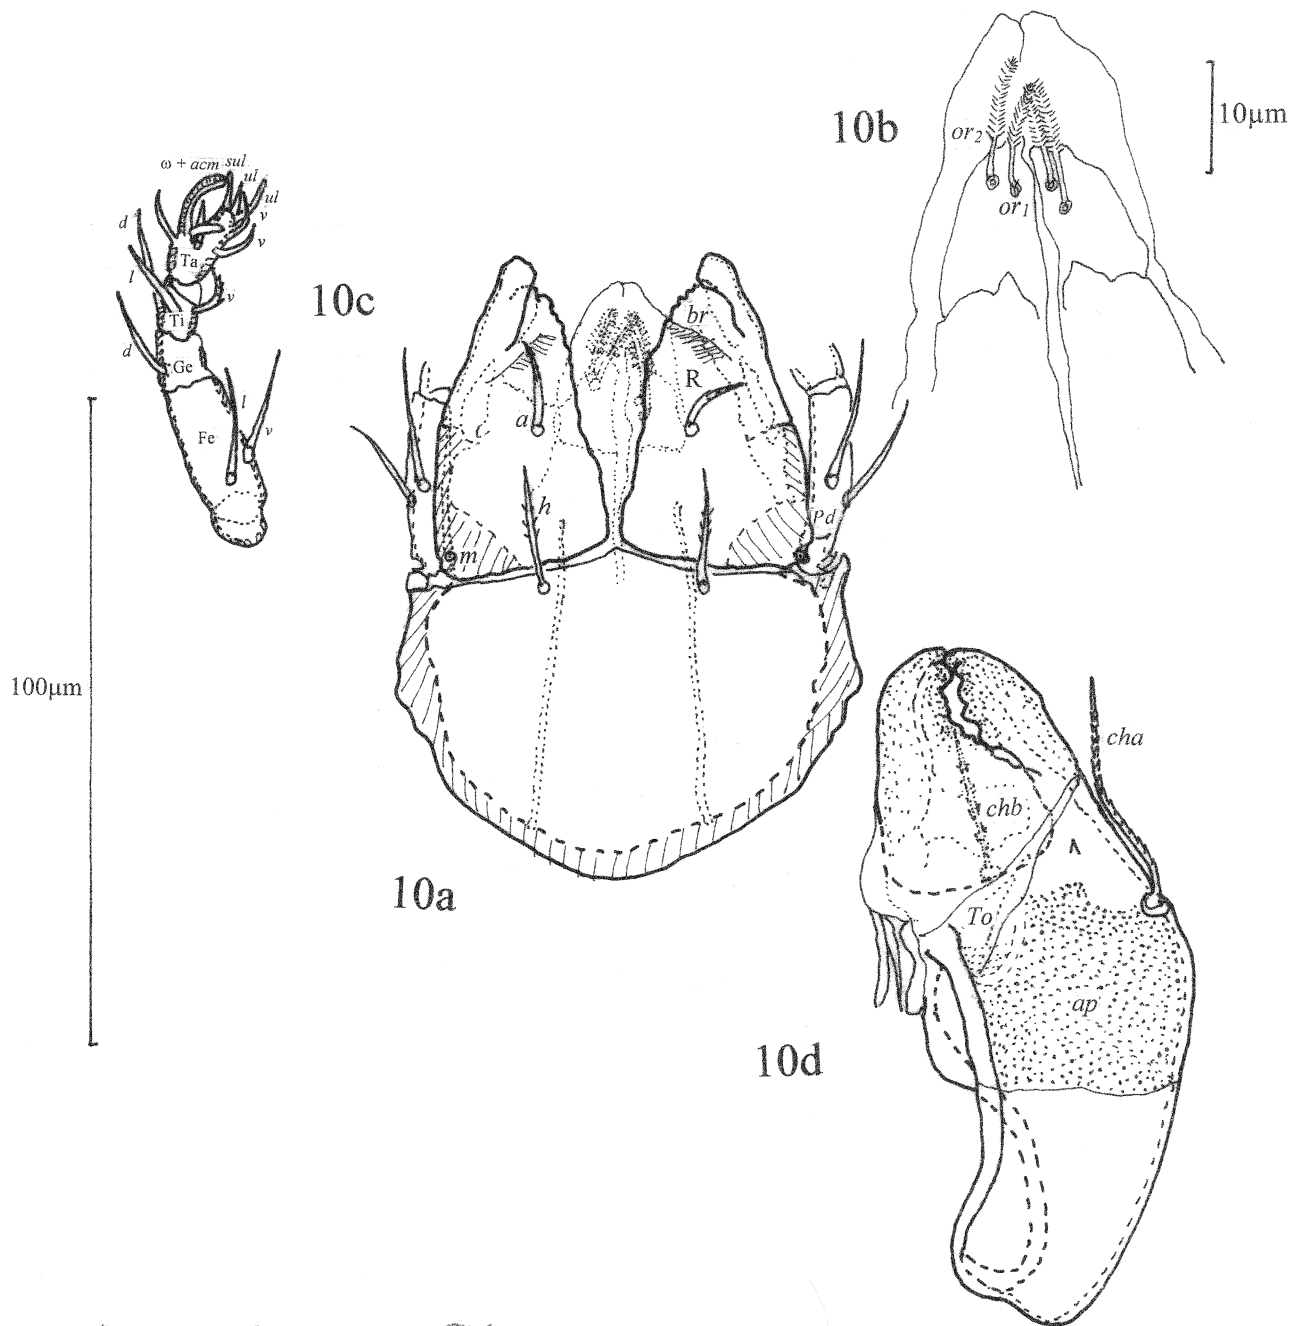 10b
10µm
or2
or1
ω + acm sul
ul
ul
v
v
d
l
Ta
v
Ti
d
Ge
l
Fe
v
10c
br
R
a
h
Pd
m
100µm
10a
cha
chb
Λ
To
ap
10d